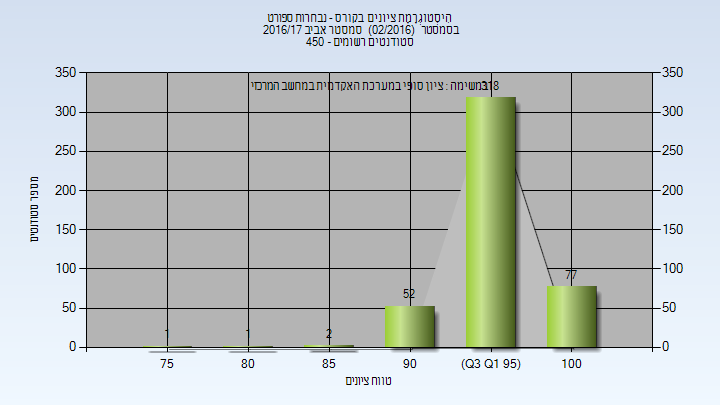 היסטוגרמת ציונים בקורס - נבחרות ספורט
בסמסטר (02/2016) סמסטר אביב 2016/17
סטודנטים רשומים - 450
במשימה : ציון סופי במערכת האקדמית במחשב המרכזי
318
350 350
300 300
250 250
200 200
150 150
100 100
50 50
0 0
77
52
1 1 2
מספר סטודנטים
75 80 85 90 (Q3 Q1 95) 100
טווח ציונים